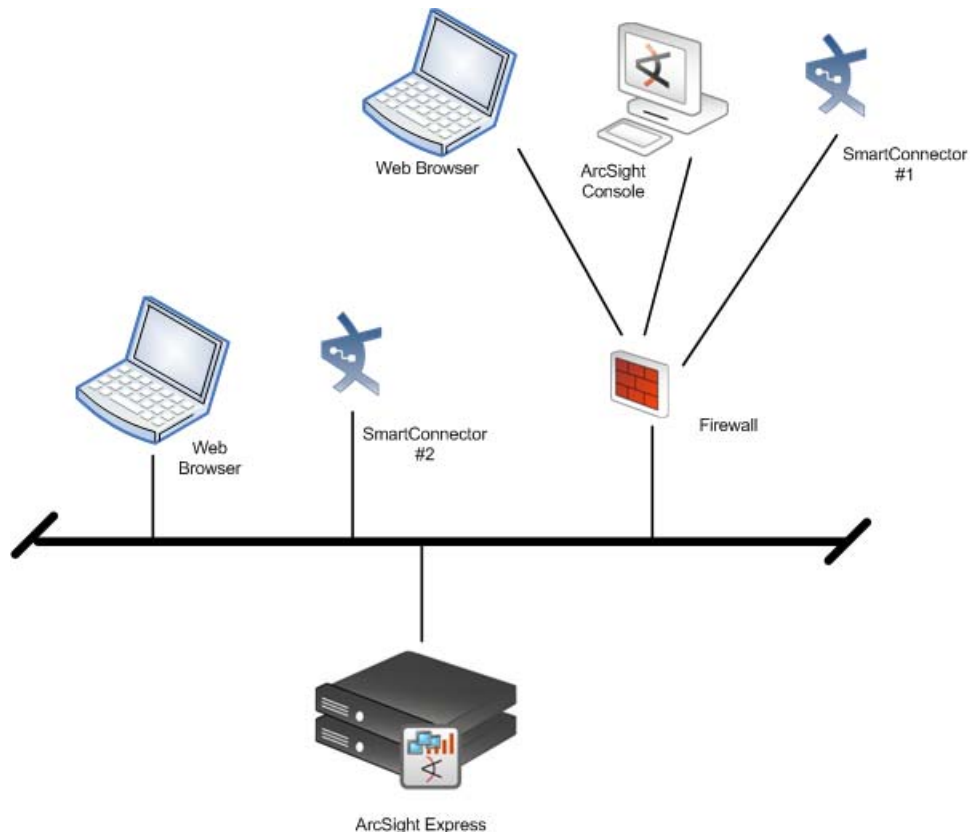 Web Browser
ArcSight
Console
SmartConnector
#1
Web
Browser
SmartConnector
#2
Firewall
ArcSight Express